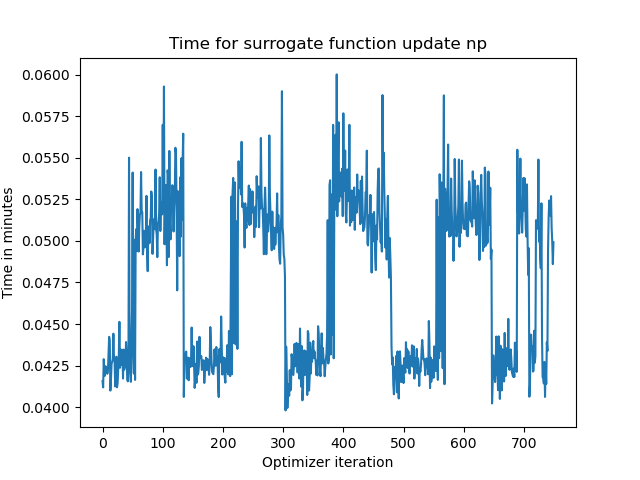 Time for surrogate function update np
0.0600
0.0575
0.0550
0.0525
0.0500
0.0475
0.0450
0.0425
0.0400
Time in minutes
0 100 200 300 400 500 600 700
Optimizer iteration